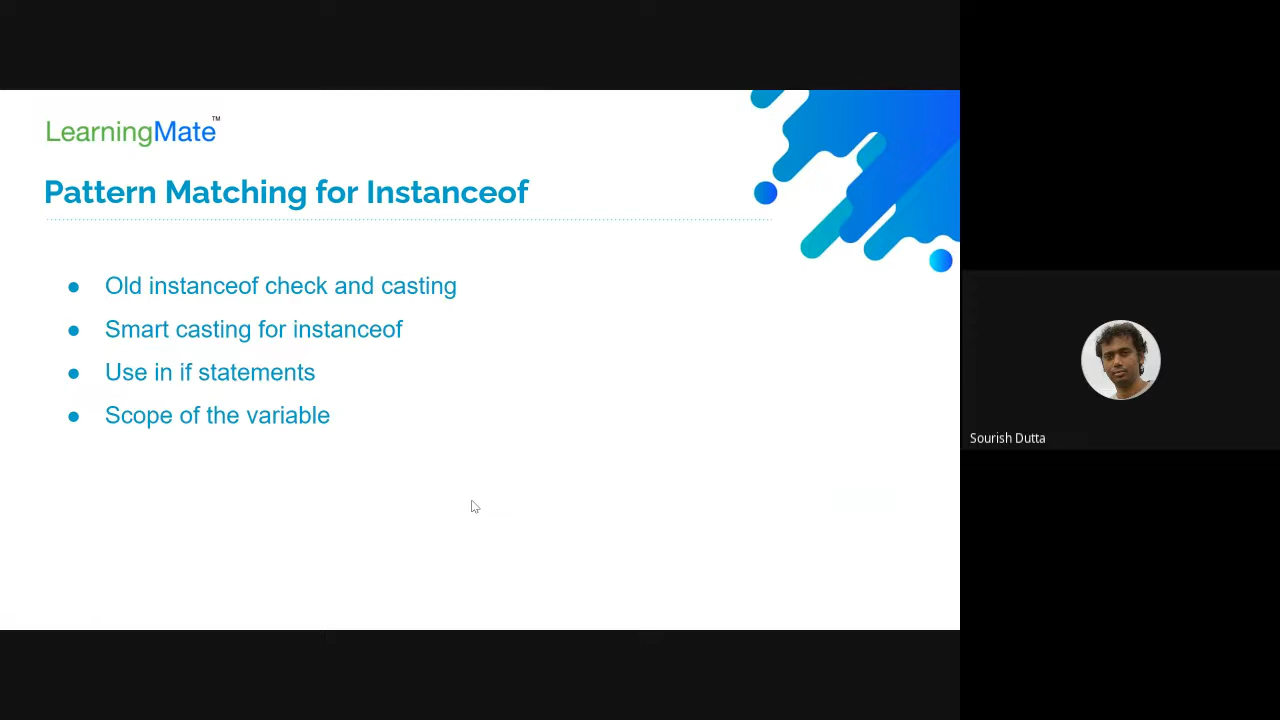 LearningMate™
Pattern Matching for Instanceof
● Old instanceof check and casting
● Smart casting for instanceof
● Use in if statements
● Scope of the variable
Sourish Dutta